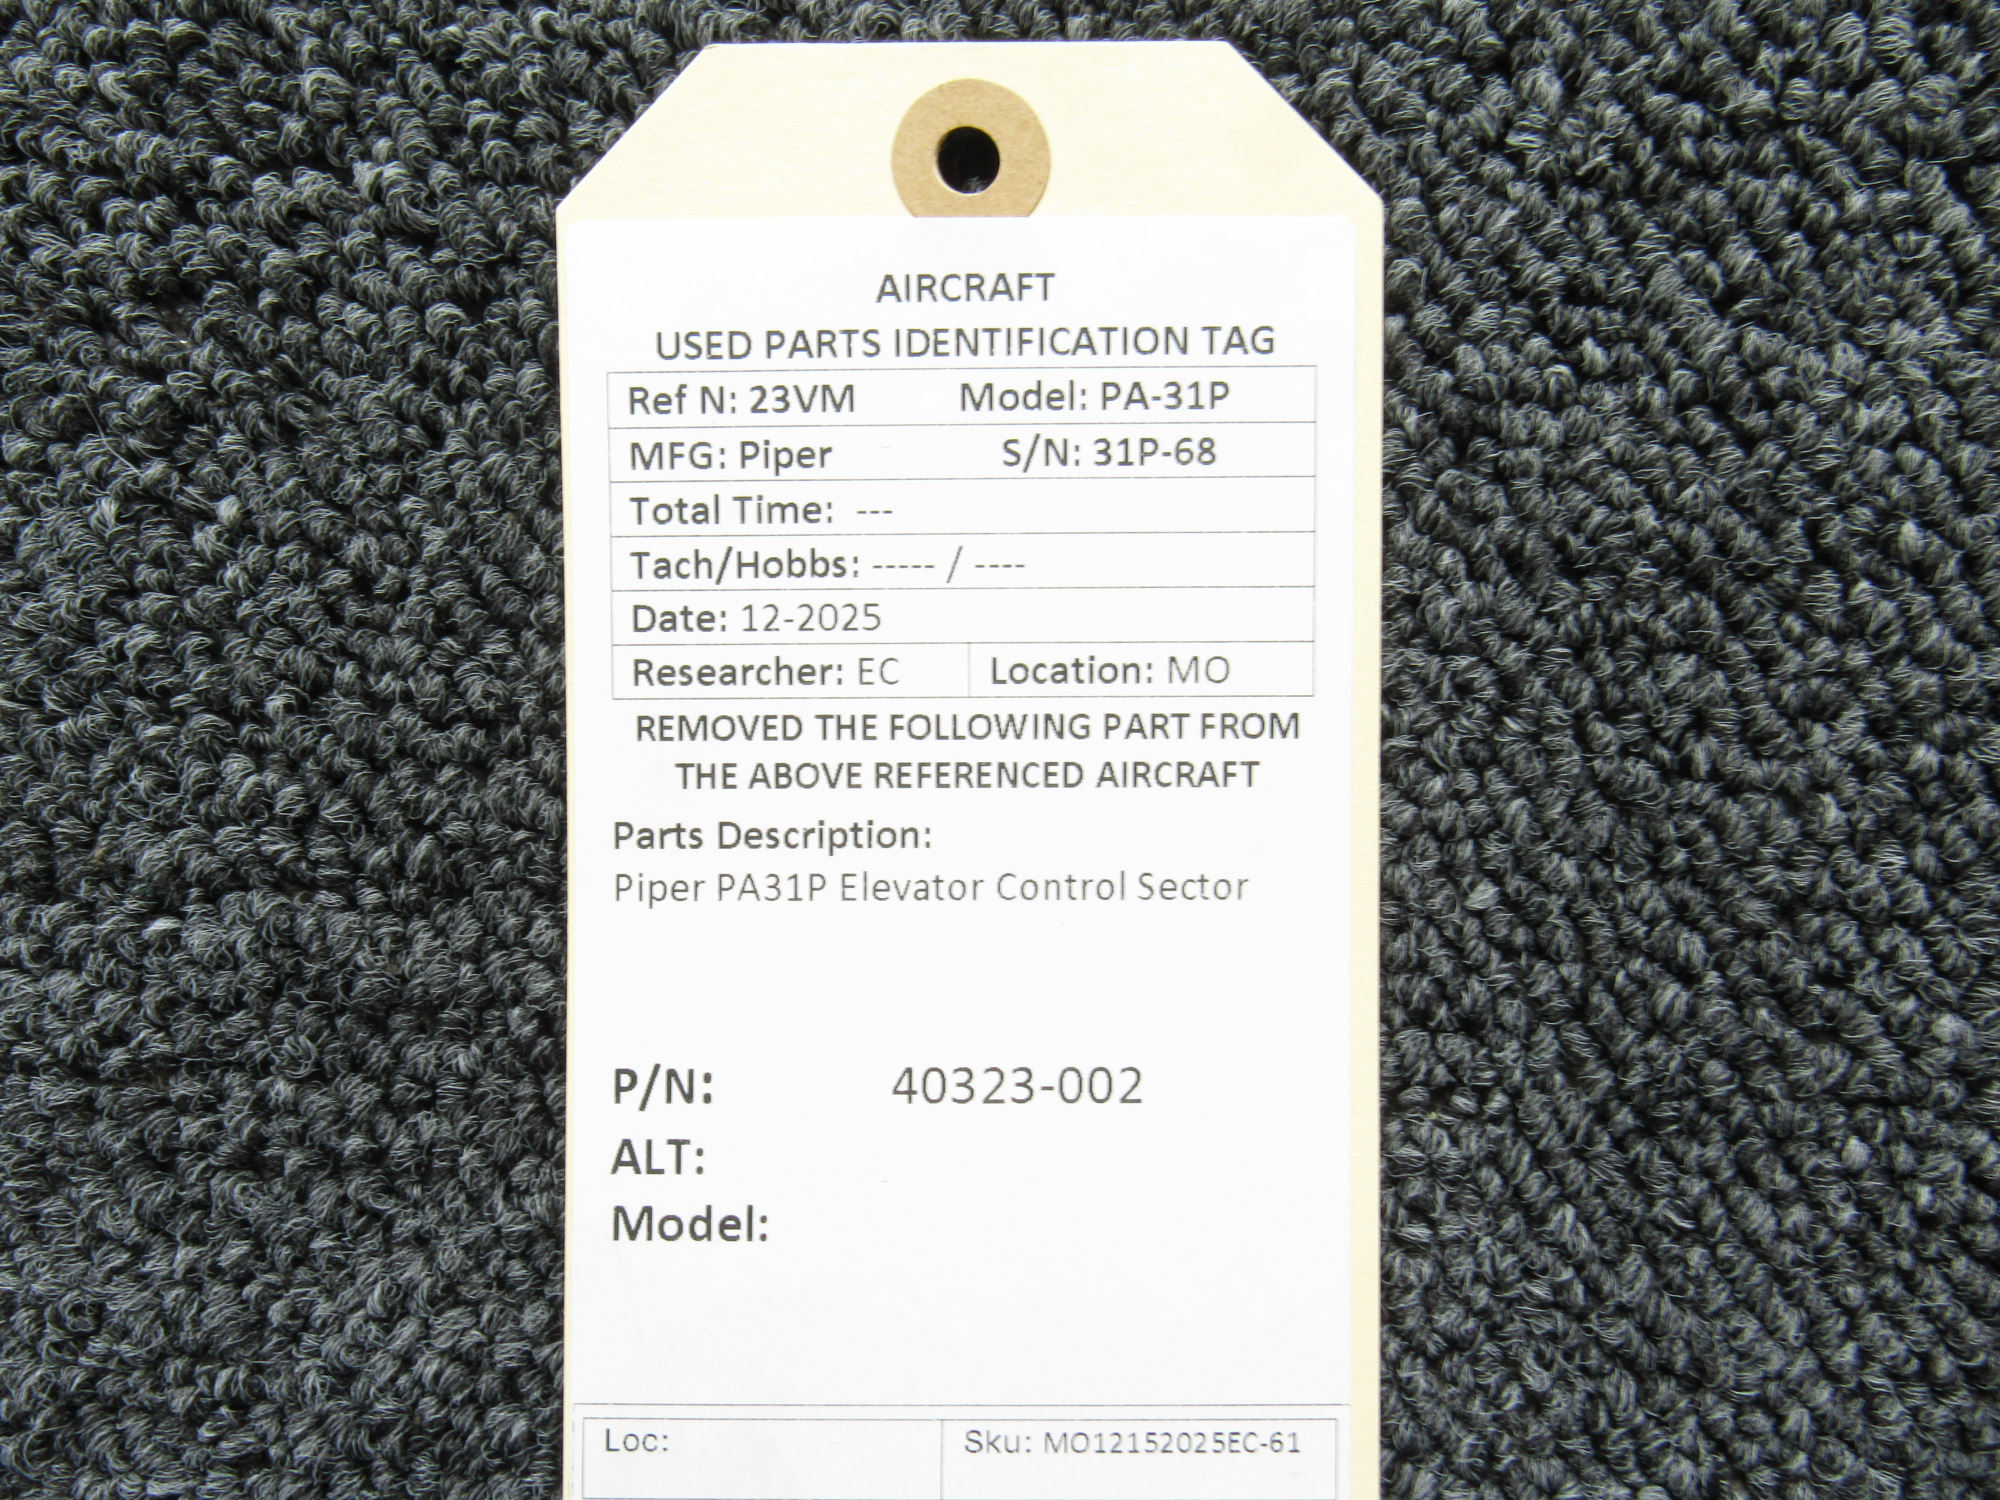 AIRCRAFT
USED PARTS IDENTIFICATION TAG
Ref N: 23VM Model: PA-31P
MFG: Piper S/N: 31P-68
Total Time: ---
Tach/Hobbs: ----- / ----
Date: 12-2025
Researcher: EC Location: MO
REMOVED THE FOLLOWING PART FROM
THE ABOVE REFERENCED AIRCRAFT
Parts Description:
Piper PA31P Elevator Control Sector
P/N: 40323-002
ALT:
Model:
Loc: Sku: MO12152025EC-61